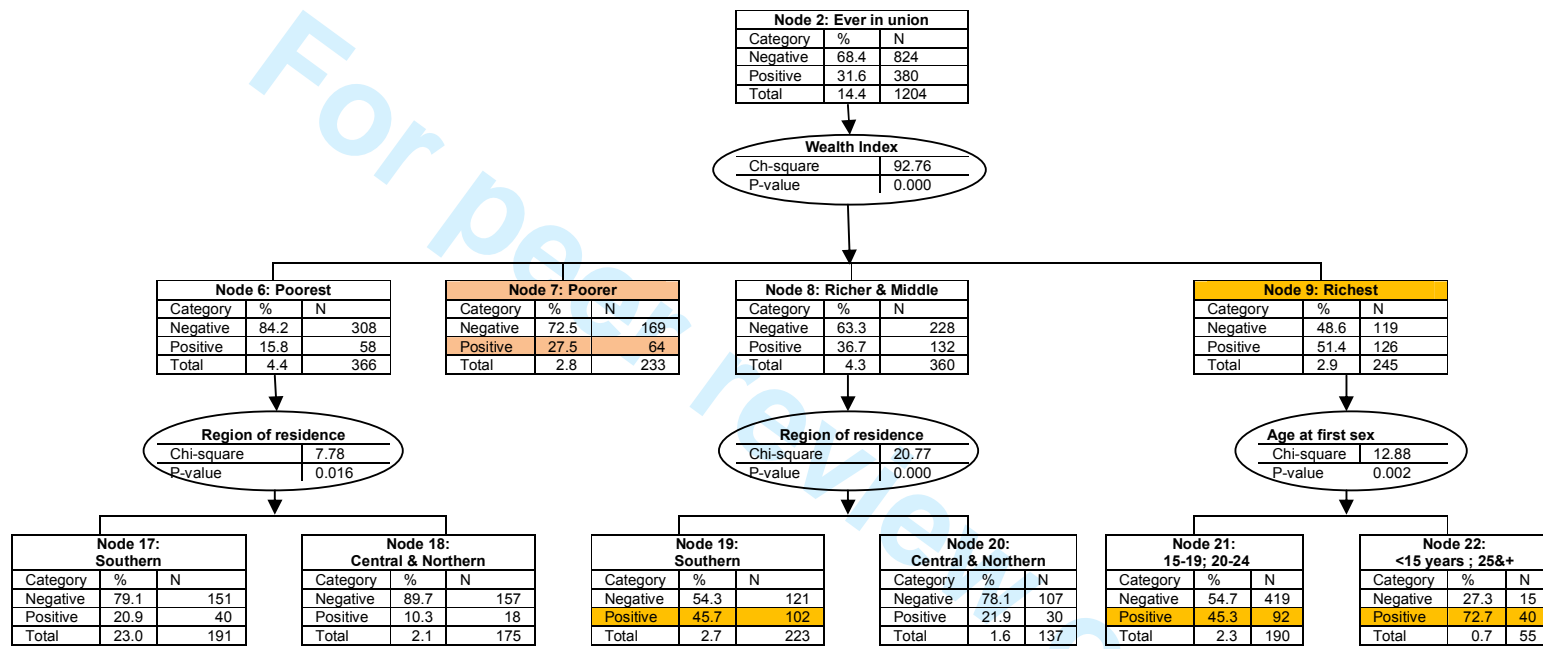 Node 2: Ever in union
Category % N
Negative 68.4 824
Positive 31.6 380
Total 14.4 1204
Wealth Index
Ch-square 92.76
P-value 0.000
Node 6: Poorest
Category % N
Negative 84.2 308
Positive 15.8 58
Total 4.4 366
Node 7: Poorer
Category % N
Negative 72.5 169
Positive 27.5 64
Total 2.8 233
Node 8: Richer & Middle
Category % N
Negative 63.3 228
Positive 36.7 132
Total 4.3 360
Node 9: Richest
Category % N
Negative 48.6 119
Positive 51.4 126
Total 2.9 245
Region of residence
Chi-square 7.78
P-value 0.016
Region of residence
Chi-square 20.77
P-value 0.000
Age at first sex
Chi-square 12.88
P-value 0.002
Node 17:
Southern
Category % N
Negative 79.1 151
Positive 20.9 40
Total 23.0 191
Node 18:
Central & Northern
Category % N
Negative 89.7 157
Positive 10.3 18
Total 2.1 175
Node 19:
Southern
Category % N
Negative 54.3 121
Positive 45.7 102
Total 2.7 223
Node 20:
Central & Northern
Category % N
Negative 78.1 107
Positive 21.9 30
Total 1.6 137
Node 21:
15-19; 20-24
Category % N
Negative 54.7 419
Positive 45.3 92
Total 2.3 190
Node 22:
<15 years ; 25&+
Category % N
Negative 27.3 15
Positive 72.7 40
Total 0.7 55
For peer review